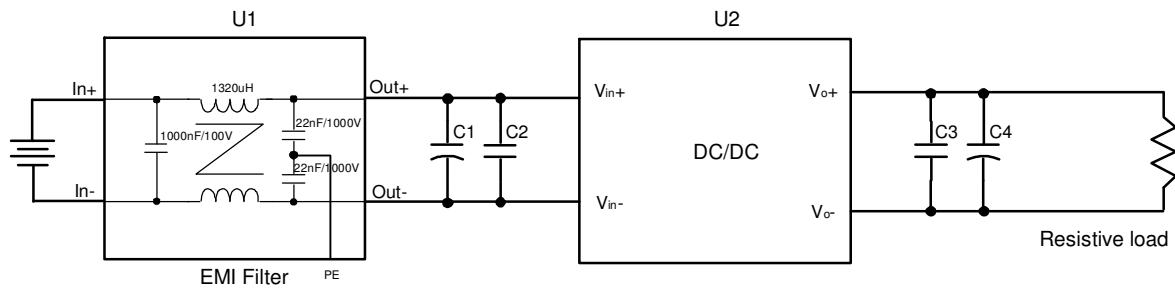 U1
U2
In+
1320uH
Out+
1000nF/100V
22nF/1000V
22nF/1000V
C1
C2
Vin+
Vo+
DC/DC
C3
C4
In-
Out-
Vin-
Vo-
Resistive load
EMI Filter
PE